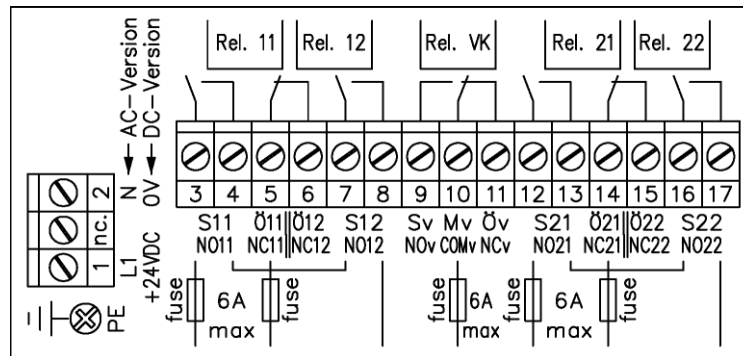 Rel. 11 Rel. 12 Rel. VK Rel. 21 Rel. 22
AC-Version
DC-Version
3 4 5 6 7 8 9 10 11 12 13 14 15 16 17
S11 Ö11 Ö12 S12 Sv Mv Öv S21 Ö21 Ö22 S22
NO11 NC11 NC12 NO12 NOv COMv NCv NO21 NC21 NC22 NO22
fuse 6A max fuse fuse 6A max fuse 6A max fuse
2 N 0V
nc.
1 L1 +24VDC
PE